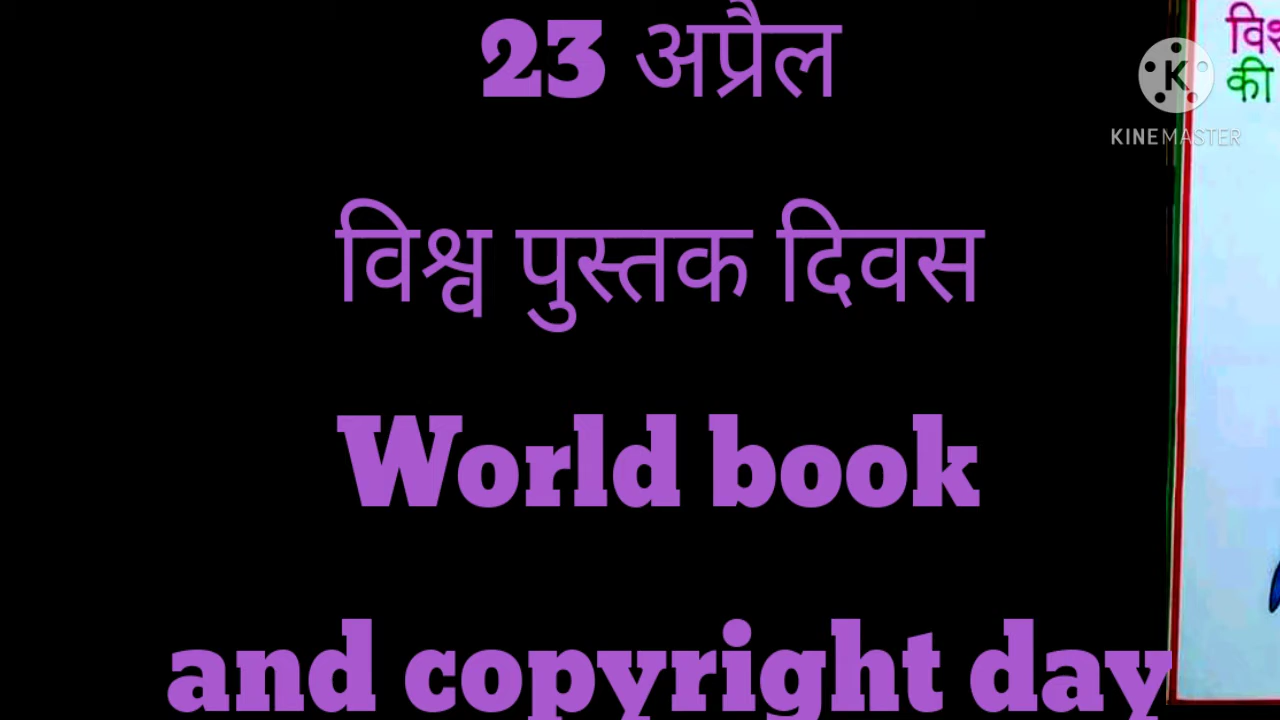 23 अप्रैल
विश्व पुस्तक दिवस
World book
and copyright day
की
KINEMASTER